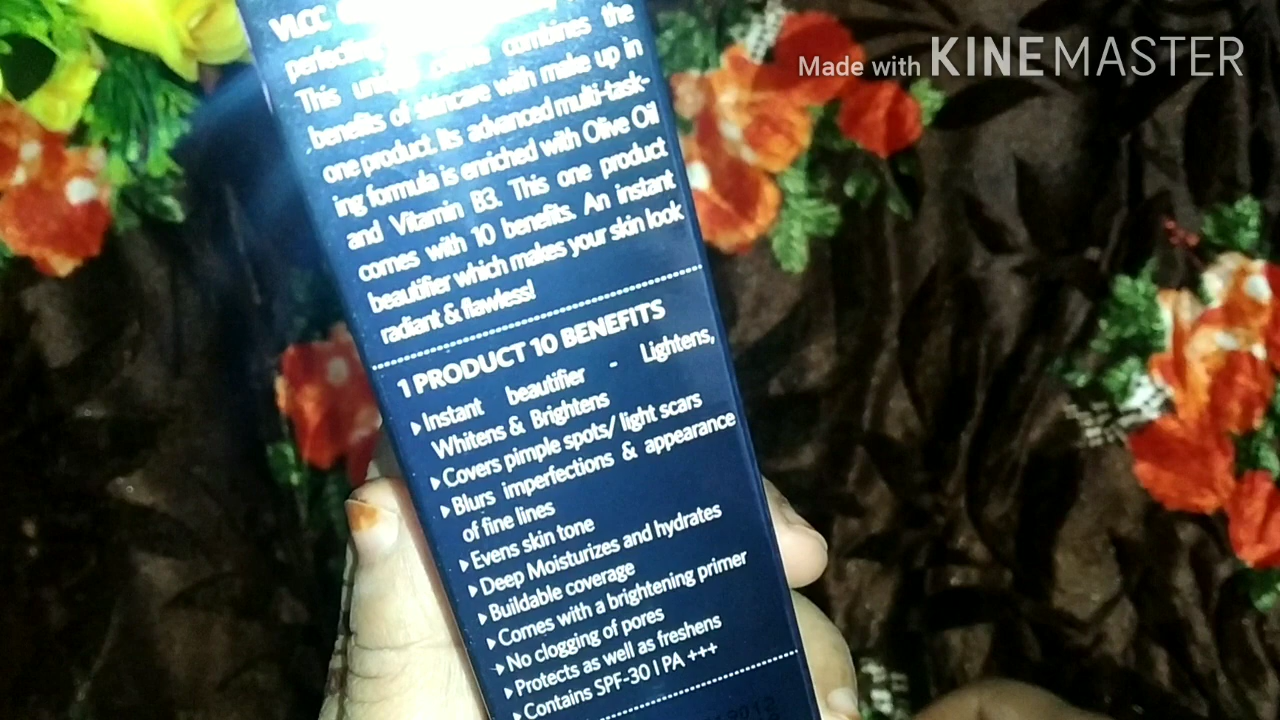 Made with KINEMASTER
VLCC
combines the
This
benefits of skincare with make up in
one product. Its advanced multi-task-
ing formula is enriched with Olive Oil
and Vitamin B3. This one product
comes with 10 benefits. An instant
beautifier which makes your skin look
radiant & flawless!
1 PRODUCT 10 BENEFITS
Instant beautifier - Lightens,
Whitens & Brightens
Covers pimple spots/ light scars
Blurs imperfections & appearance
of fine lines
Evens skin tone
Deep Moisturizes and hydrates
Buildable coverage
Comes with a brightening primer
No clogging of pores
Protects as well as freshens
Contains SPF-30 I PA +++